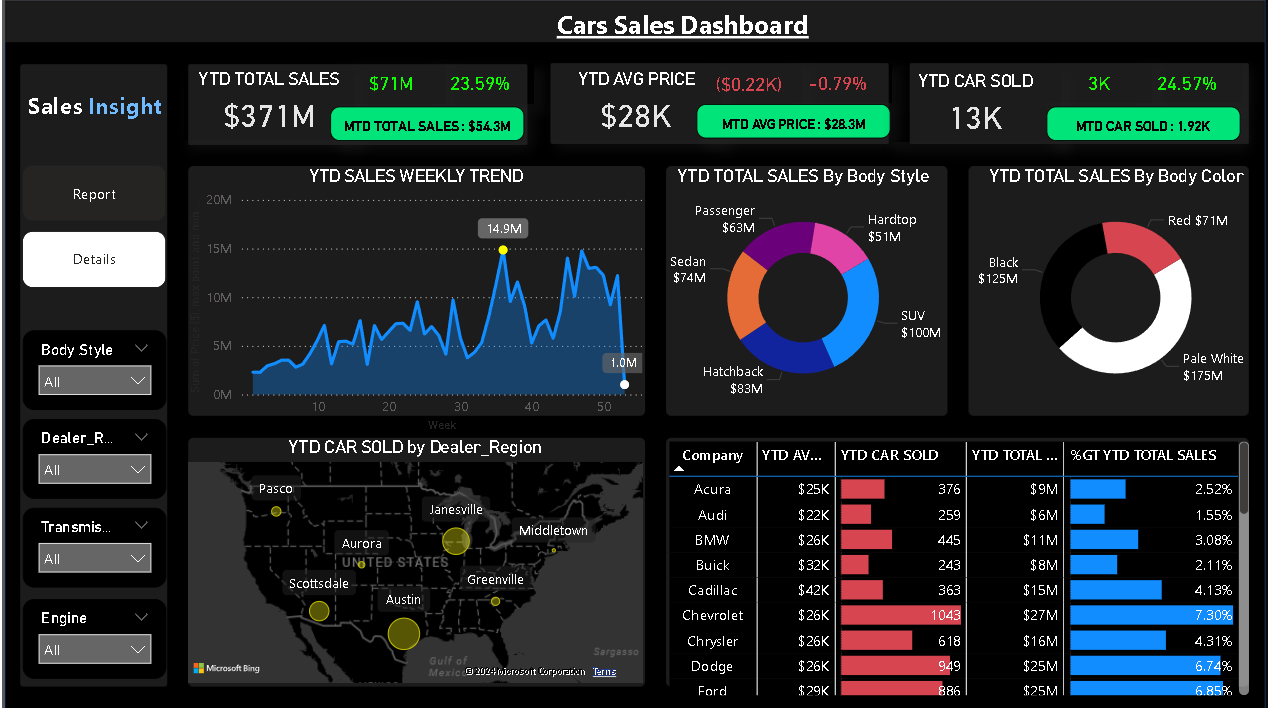 Cars Sales Dashboard
Sales Insight
Report
Details
Body Style
All
Dealer_R...
All
Transmis...
All
Engine
All
YTD TOTAL SALES
$71M
23.59%
$371M
MTD TOTAL SALES : $54.3M
YTD AVG PRICE
($0.22K)
-0.79%
$28K
MTD AVG PRICE : $28.3M
YTD CAR SOLD
3K
24.57%
13K
MTD CAR SOLD : 1.92K
YTD SALES WEEKLY TREND
20M
15M
10M
5M
0M
14.9M
1.0M
10 20 30 40 50
Week
YTD TOTAL SALES By Body Style
Passenger
$63M
Hardtop
$51M
Sedan
$74M
SUV
$100M
Hatchback
$83M
YTD TOTAL SALES By Body Color
Red $71M
Black
$125M
Pale White
$175M
YTD CAR SOLD by Dealer_Region
Pasco
Janesville
Middletown
Aurora
UNITED STATES
Scottsdale
Greenville
Austin
Sargasso
Gulf of
Mexico
Microsoft Bing
© 2024 Microsoft Corporation Terms
Company YTD AV... YTD CAR SOLD YTD TOTAL ... %GT YTD TOTAL SALES
Acura $25K 376 $9M 2.52%
Audi $22K 259 $6M 1.55%
BMW $26K 445 $11M 3.08%
Buick $32K 243 $8M 2.11%
Cadillac $42K 363 $15M 4.13%
Chevrolet $26K 1043 $27M 7.30%
Chrysler $26K 618 $16M 4.31%
Dodge $26K 949 $25M 6.74%
Ford $29K 886 $25M 6.85%